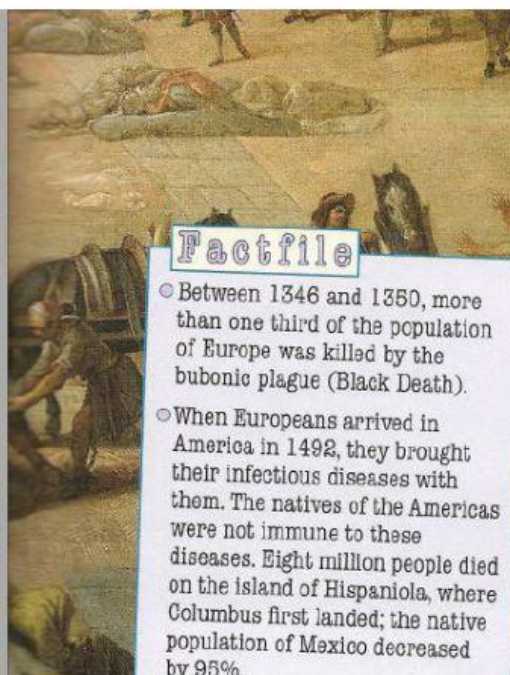 Factfile
Between 1346 and 1350, more
than one third of the population
of Europe was killed by the
bubonic plague (Black Death).
When Europeans arrived in
America in 1492, they brought
their infectious diseases with
them. The natives of the Americas
were not immune to these
diseases. Eight million people died
on the island of Hispaniola, where
Columbus first landed; the native
population of Mexico decreased
by 95%